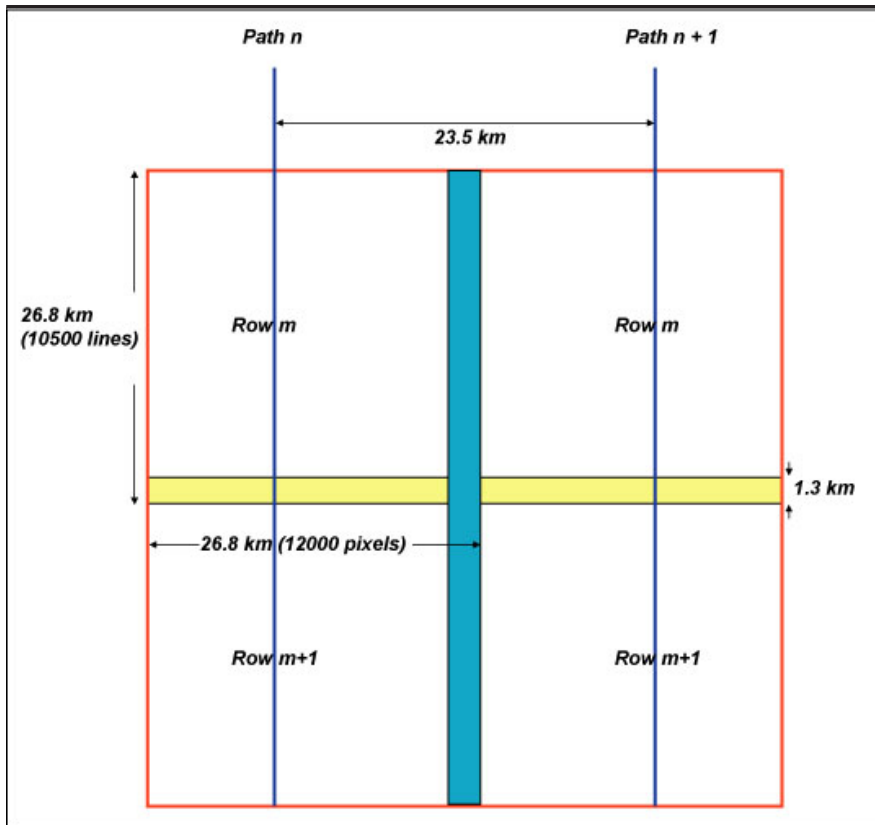 Path n
Path n + 1
23.5 km
26.8 km
(10500 lines)
Row m
Row m
1.3 km
26.8 km (12000 pixels)
Row m+1
Row m+1